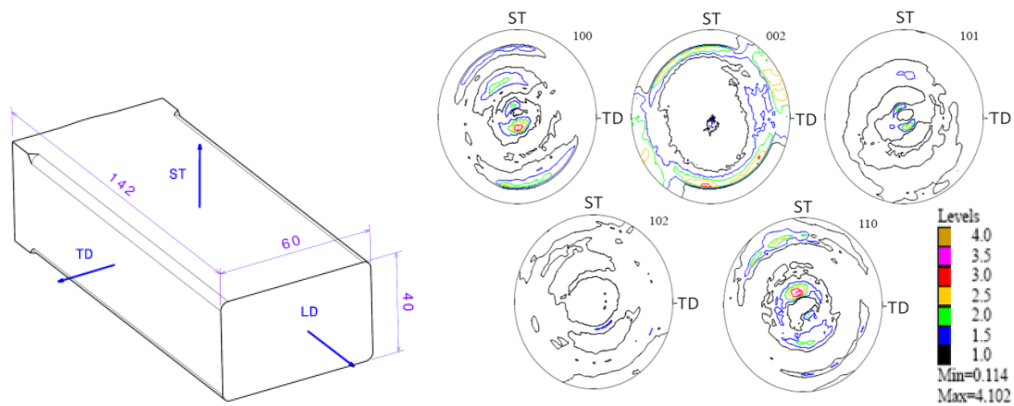 ST
142
60
TD
LD
40
ST
100
TD
ST
002
TD
ST
101
TD
ST
102
TD
ST
110
TD
Levels
4.0
3.5
3.0
2.5
2.0
1.5
1.0
Min=0.114
Max=4.102